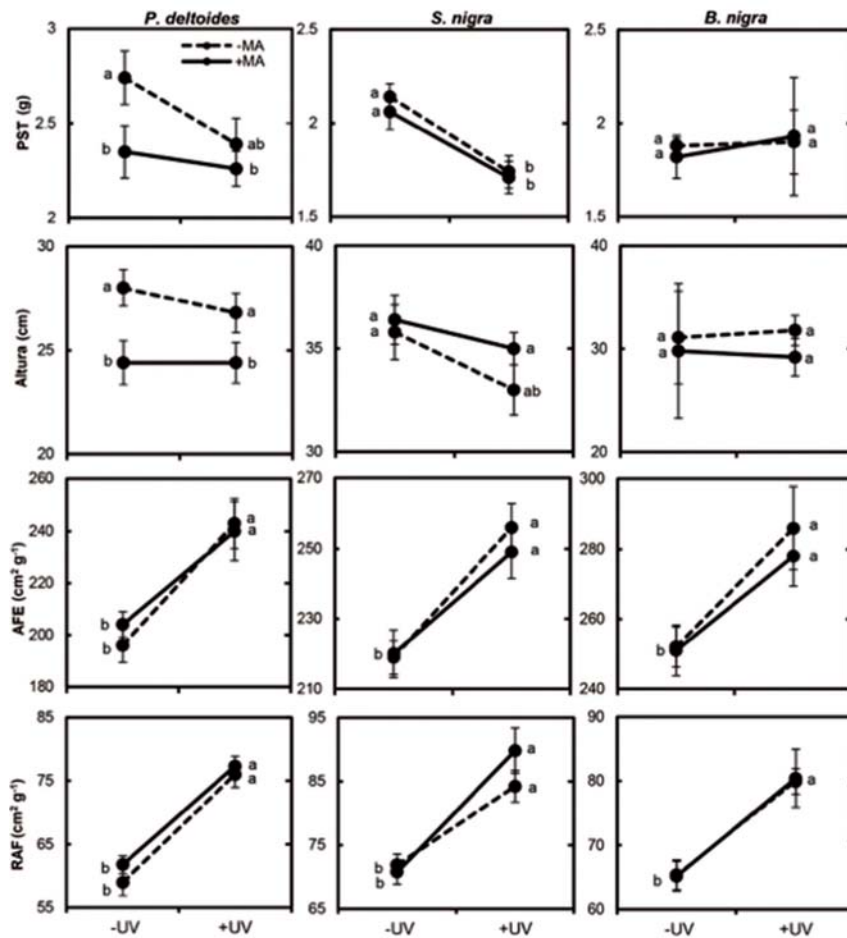 P. deltoides S. nigra B. nigra
PST (g)
3
2.5
2
-MA
+MA
a
b
ab
b
2.5
2
1.5
a
a
b
b
2.5
2
1.5
a
a
a
a
Altura (cm)
30
25
20
a
b
a
b
40
35
30
a
a
a
ab
40
30
20
a
a
a
a
AFE (cm² g⁻¹)
260
240
220
200
180
b
b
a
a
270
250
230
210
b
a
a
300
280
260
240
b
a
a
RAF (cm² g⁻¹)
85
75
65
55
b
b
a
a
95
85
75
65
b
b
a
a
90
80
70
60
b
a
-UV +UV -UV +UV -UV +UV